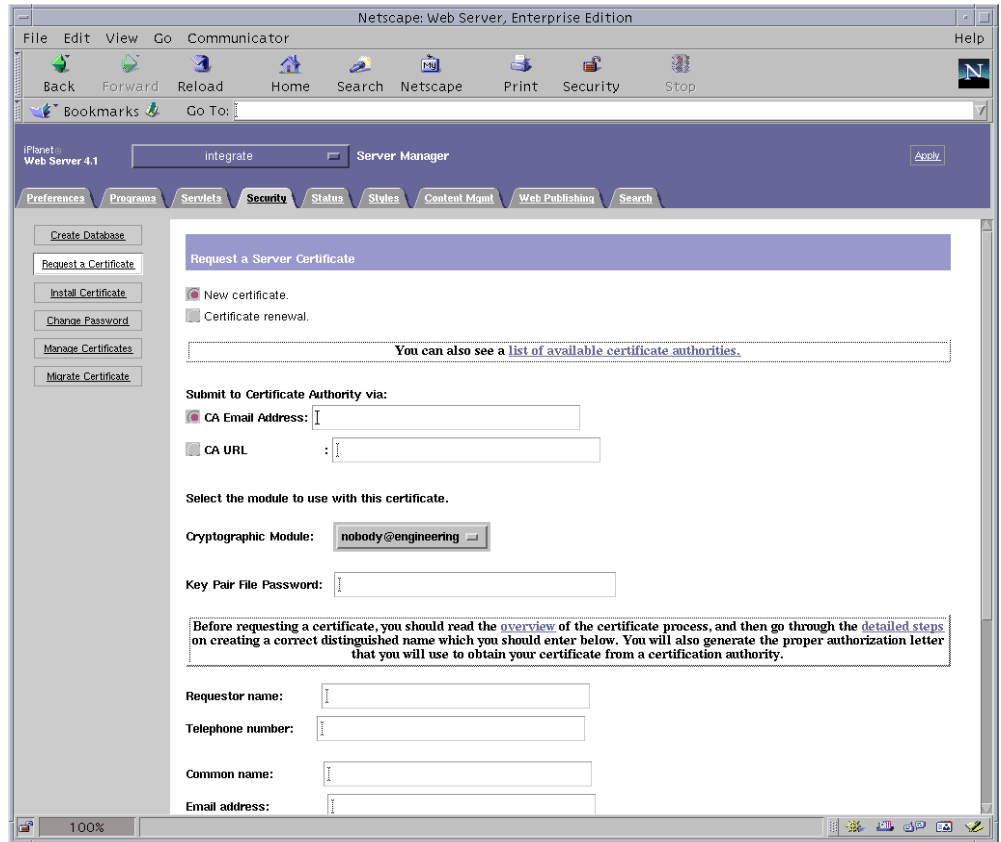 Netscape: Web Server, Enterprise Edition
File Edit View Go Communicator Help
Back Forward Reload Home Search Netscape Print Security Stop
My
N
Bookmarks Go To:
iPlanet
Web Server 4.1
integrate
Server Manager
Apply
Preferences Programs Servlets Security Status Styles Content Mgmt Web Publishing Search
Create Database
Request a Certificate
Install Certificate
Change Password
Manage Certificates
Migrate Certificate
Request a Server Certificate
New certificate.
Certificate renewal.
You can also see a list of available certificate authorities.
Submit to Certificate Authority via:
CA Email Address:
CA URL :
Select the module to use with this certificate.
Cryptographic Module: nobody@engineering
Key Pair File Password:
Before requesting a certificate, you should read the overview of the certificate process, and then go through the detailed steps
on creating a correct distinguished name which you should enter below. You will also generate the proper authorization letter
that you will use to obtain your certificate from a certification authority.
Requestor name:
Telephone number:
Common name:
Email address:
100%